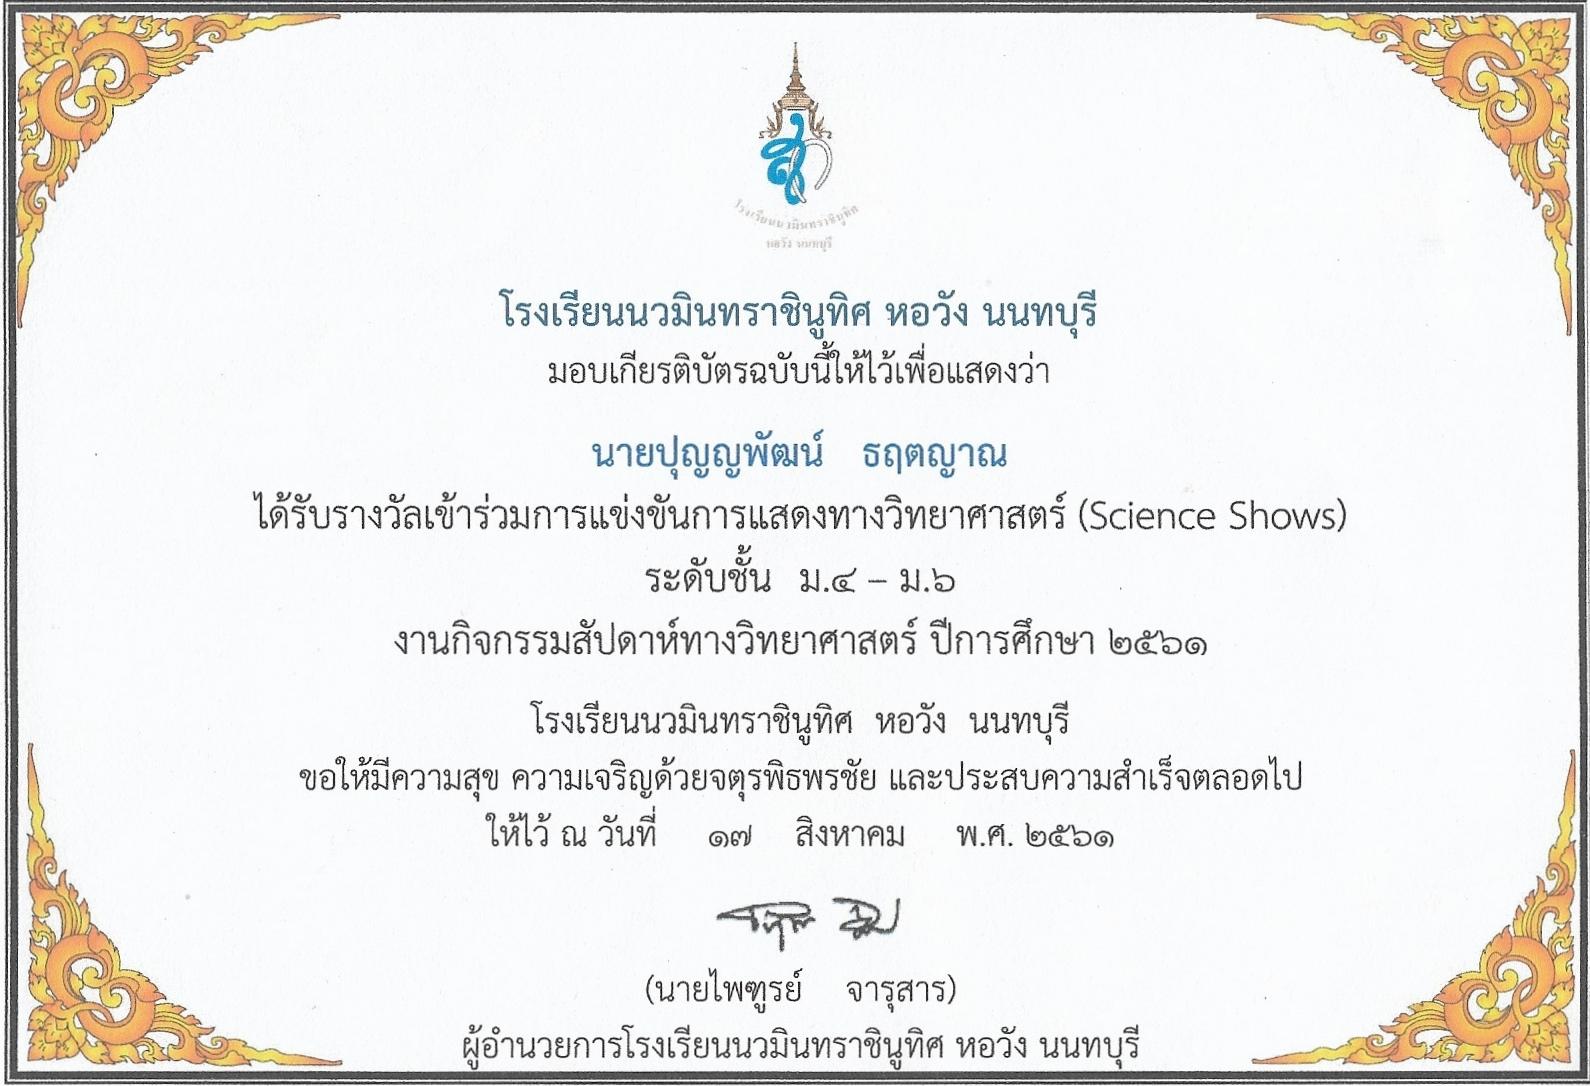 โรงเรียนนวมินทราชินูทิศ
หอวัง นนทบุรี
โรงเรียนนวมินทราชินูทิศ หอวัง นนทบุรี
มอบเกียรติบัตรฉบับนี้ให้ไว้เพื่อแสดงว่า
นายปุญญพัฒน์ ธฤตญาณ
ได้รับรางวัลเข้าร่วมการแข่งขันการแสดงทางวิทยาศาสตร์ (Science Shows)
ระดับชั้น ม.๔ – ม.๖
งานกิจกรรมสัปดาห์ทางวิทยาศาสตร์ ปีการศึกษา ๒๕๖๑
โรงเรียนนวมินทราชินูทิศ หอวัง นนทบุรี
ขอให้มีความสุข ความเจริญด้วยจตุรพิธพรชัย และประสบความสำเร็จตลอดไป
ให้ไว้ ณ วันที่ ๑๗ สิงหาคม พ.ศ. ๒๕๖๑
(นายไพฑูรย์ จารุสาร)
ผู้อำนวยการโรงเรียนนวมินทราชินูทิศ หอวัง นนทบุรี